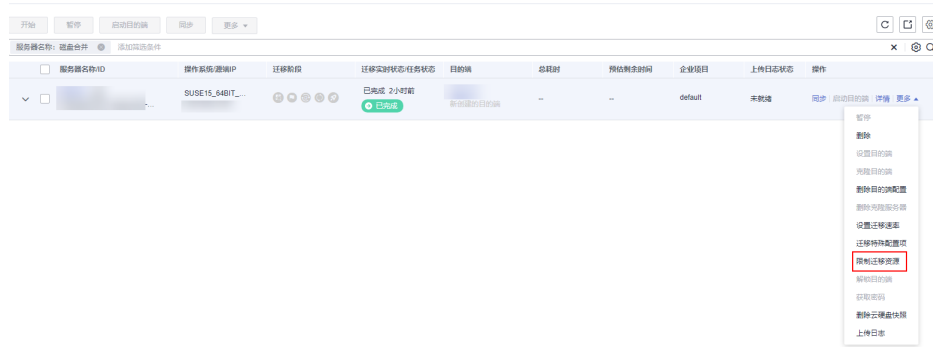 开始 暂停 启动目的端 同步 更多
服务器名称: 磁盘合并 添加筛选条件
服务器名称/ID 操作系统/源端IP 迁移阶段 迁移实时状态/任务状态 目的端 总耗时 预估剩余时间 企业项目 上传日志状态 操作
SUSE15_64BIT_... 已完成 2小时前 -- -- default 未就绪 同步 启动目的端 详情 更多
-... 已完成 新创建的目的端
暂停
删除
设置目的端
克隆目的端
删除目的端配置
删除克隆服务器
设置迁移速率
迁移特殊配置项
限制迁移资源
解锁目的端
获取密码
删除云硬盘快照
上传日志